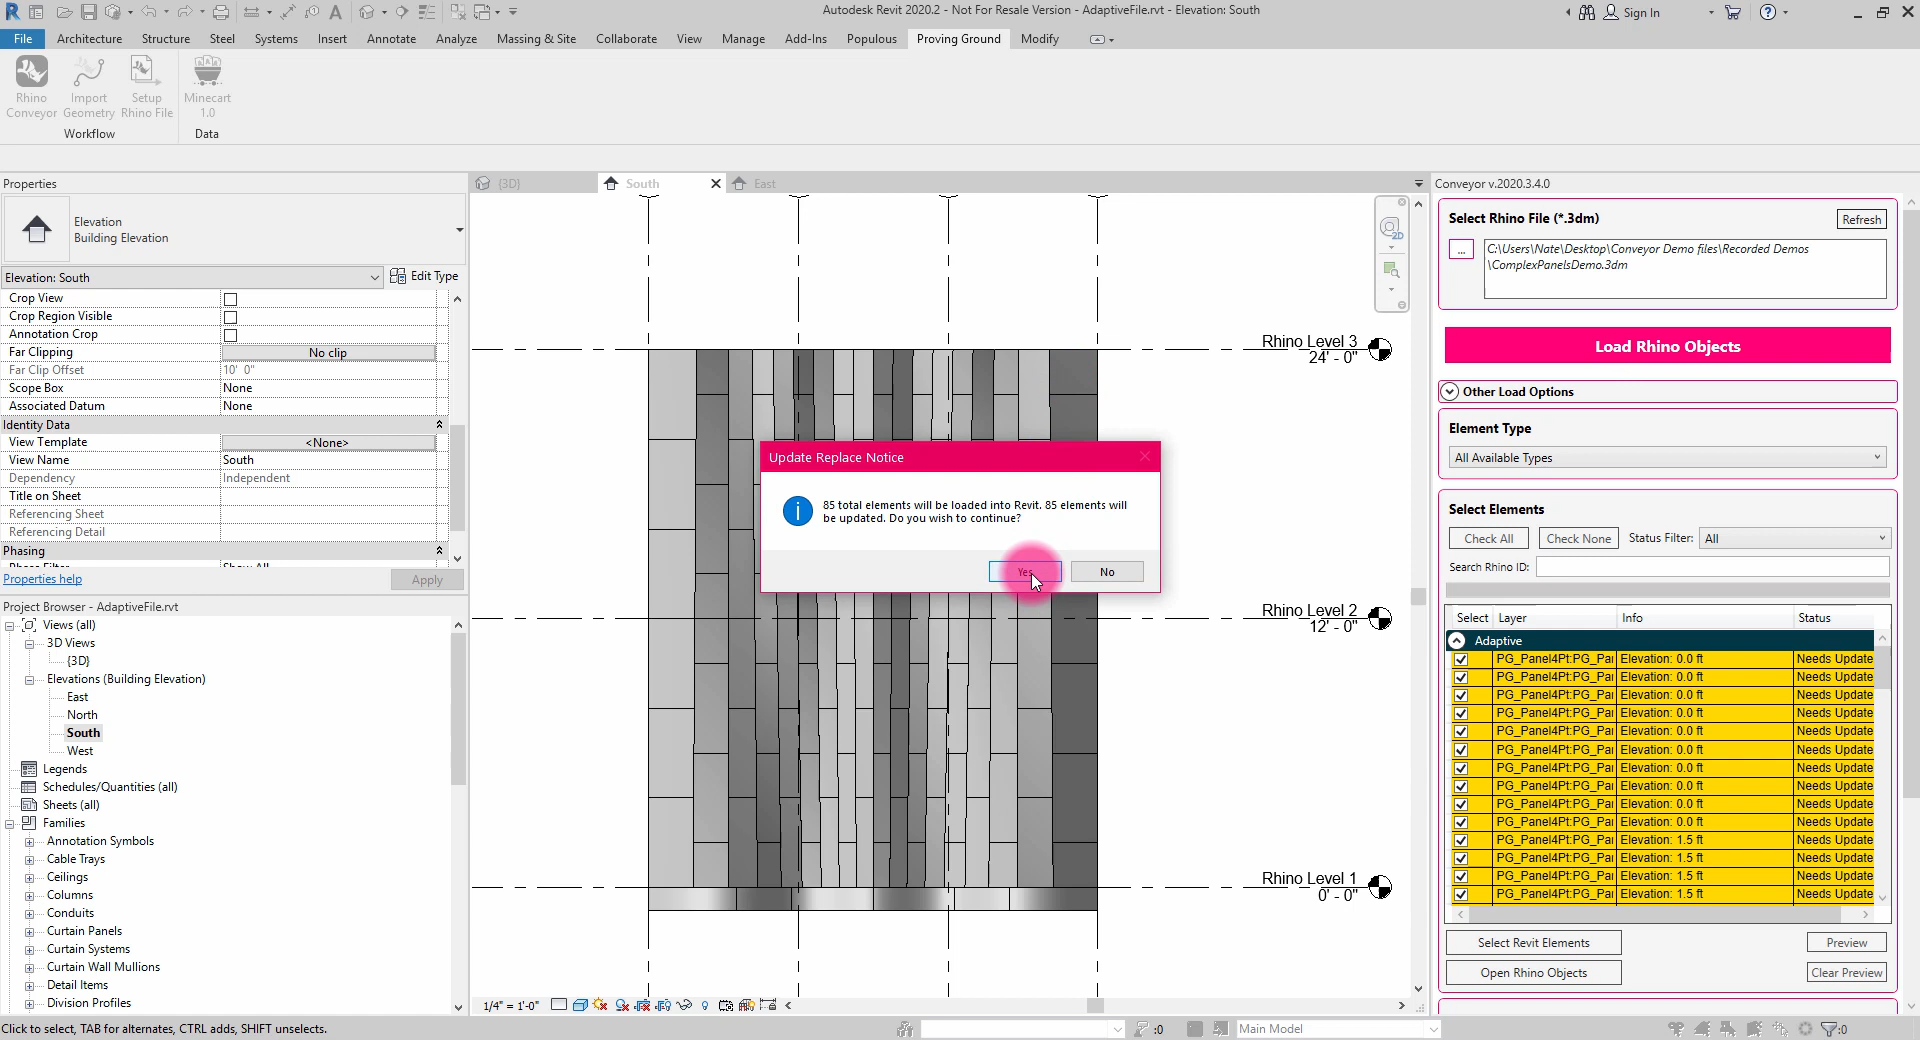 Autodesk Revit 2020.2 - Not For Resale Version - AdaptiveFile.rvt - Elevation: South
Sign In
File Architecture Structure Steel Systems Insert Annotate Analyze Massing & Site Collaborate View Manage Add-Ins Populous Proving Ground Modify
Rhino Conveyor
Import Geometry
Setup Rhino File
Minecart 1.0
Workflow
Data
Properties
Elevation
Building Elevation
Elevation: South
Edit Type
Crop View
Crop Region Visible
Annotation Crop
Far Clipping No clip
Far Clip Offset 10' 0"
Scope Box None
Associated Datum None
Identity Data
View Template <None>
View Name South
Dependency Independent
Title on Sheet
Referencing Sheet
Referencing Detail
Phasing
Properties help
Apply
Project Browser - AdaptiveFile.rvt
Views (all)
3D Views
{3D}
Elevations (Building Elevation)
East
North
South
West
Legends
Schedules/Quantities (all)
Sheets (all)
Families
Annotation Symbols
Cable Trays
Ceilings
Columns
Conduits
Curtain Panels
Curtain Systems
Curtain Wall Mullions
Detail Items
Division Profiles
{3D}
South
East
2D
Rhino Level 3
24' - 0"
Rhino Level 2
12' - 0"
Rhino Level 1
0' - 0"
Update Replace Notice
85 total elements will be loaded into Revit. 85 elements will
be updated. Do you wish to continue?
Yes
No
1/4" = 1'-0"
Conveyor v.2020.3.4.0
Select Rhino File (*.3dm)
Refresh
...
C:\Users\Nate\Desktop\Conveyor Demo files\Recorded Demos
\ComplexPanelsDemo.3dm
Load Rhino Objects
Other Load Options
Element Type
All Available Types
Select Elements
Check All
Check None
Status Filter: All
Search Rhino ID:
Select Layer Info Status
Adaptive
PG_Panel4Pt:PG_Pa Elevation: 0.0 ft Needs Update
PG_Panel4Pt:PG_Pa Elevation: 0.0 ft Needs Update
PG_Panel4Pt:PG_Pa Elevation: 0.0 ft Needs Update
PG_Panel4Pt:PG_Pa Elevation: 0.0 ft Needs Update
PG_Panel4Pt:PG_Pa Elevation: 0.0 ft Needs Update
PG_Panel4Pt:PG_Pa Elevation: 0.0 ft Needs Update
PG_Panel4Pt:PG_Pa Elevation: 0.0 ft Needs Update
PG_Panel4Pt:PG_Pa Elevation: 0.0 ft Needs Update
PG_Panel4Pt:PG_Pa Elevation: 0.0 ft Needs Update
PG_Panel4Pt:PG_Pa Elevation: 0.0 ft Needs Update
PG_Panel4Pt:PG_Pa Elevation: 1.5 ft Needs Update
PG_Panel4Pt:PG_Pa Elevation: 1.5 ft Needs Update
PG_Panel4Pt:PG_Pa Elevation: 1.5 ft Needs Update
PG_Panel4Pt:PG_Pa Elevation: 1.5 ft Needs Update
Select Revit Elements
Preview
Open Rhino Objects
Clear Preview
Click to select, TAB for alternates, CTRL adds, SHIFT unselects.
:0
Main Model
:0